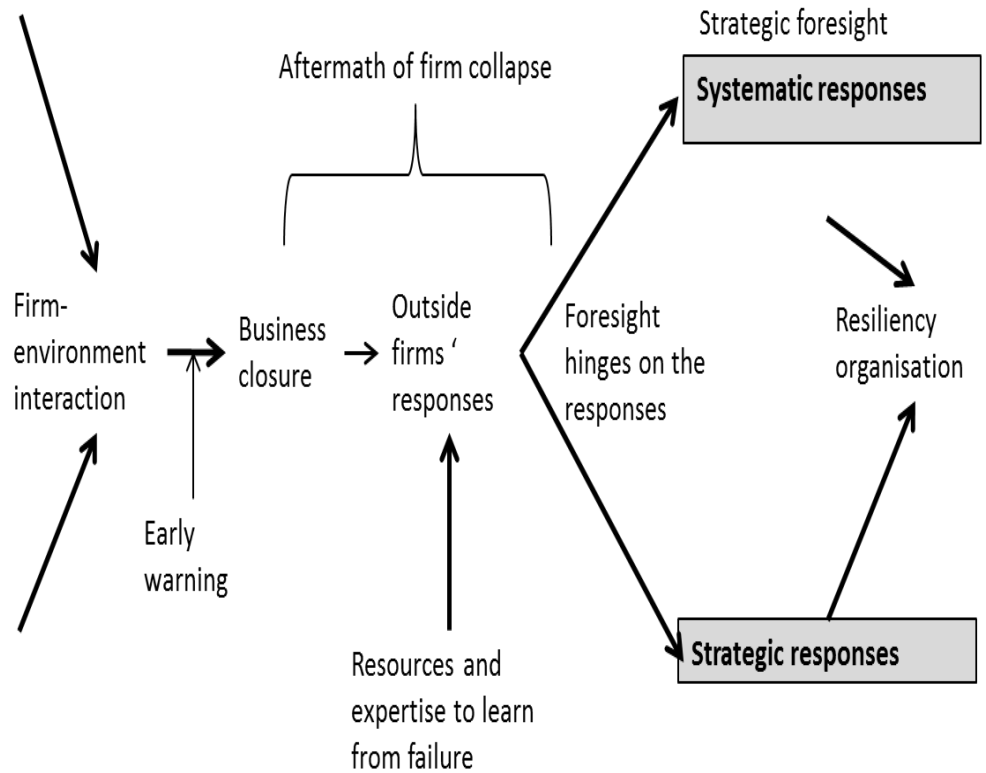 Strategic foresight
Systematic responses
Aftermath of firm collapse
Firm-
environment
interaction
Business
closure
Outside
firms ‘
responses
Foresight
hinges on the
responses
Resiliency
organisation
Early
warning
Strategic responses
Resources and
expertise to learn
from failure